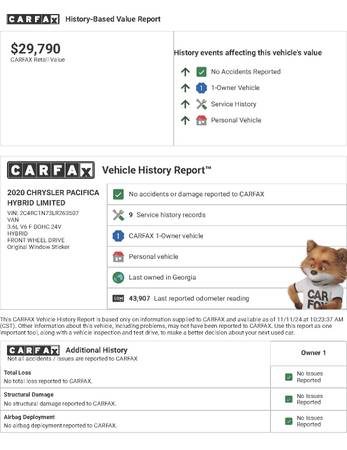 CARFAX History-Based Value Report
$29,790
CARFAX Retail Value
History events affecting this vehicle's value
No Accidents Reported
1-Owner Vehicle
Service History
Personal Vehicle
CARFAX Vehicle History Report™
2020 CHRYSLER PACIFICA
HYBRID LIMITED
VIN: 2C4RC1N73LR263507
VAN
3.6L V6 F DOHC 24V
HYBRID
FRONT WHEEL DRIVE
Original Window Sticker
No accidents or damage reported to CARFAX
9 Service history records
CARFAX 1-Owner vehicle
Personal vehicle
Last owned in Georgia
43,907 Last reported odometer reading
CAR
FOX
This CARFAX Vehicle History Report is based only on information supplied to CARFAX and available as of 11/11/24 at 10:23:37 AM
(CST). Other information about this vehicle, including problems, may not have been reported to CARFAX. Use this report as one
important tool, along with a vehicle inspection and test drive, to make a better decision about your next used car.
CARFAX Additional History
Not all accidents / issues are reported to CARFAX
Owner 1
Total Loss
No total loss reported to CARFAX.
No Issues
Reported
Structural Damage
No structural damage reported to CARFAX.
No Issues
Reported
Airbag Deployment
No airbag deployment reported to CARFAX.
No Issues
Reported